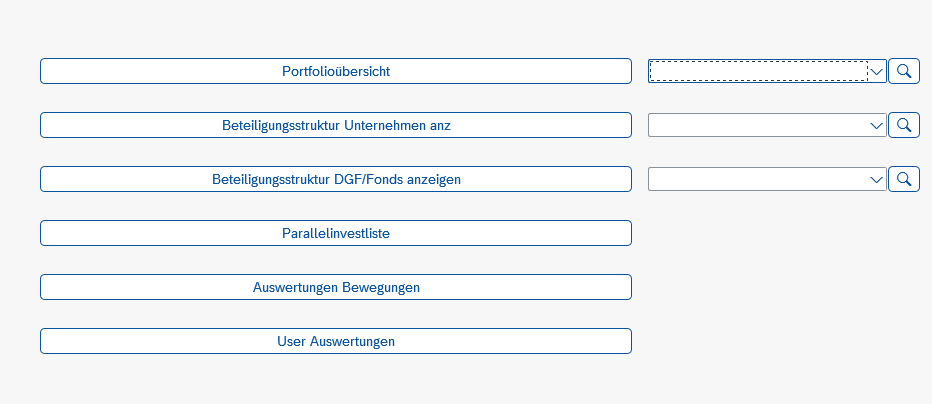 Portfolioübersicht
Beteiligungsstruktur Unternehmen anz
Beteiligungsstruktur DGF/Fonds anzeigen
Parallelinvestliste
Auswertungen Bewegungen
User Auswertungen